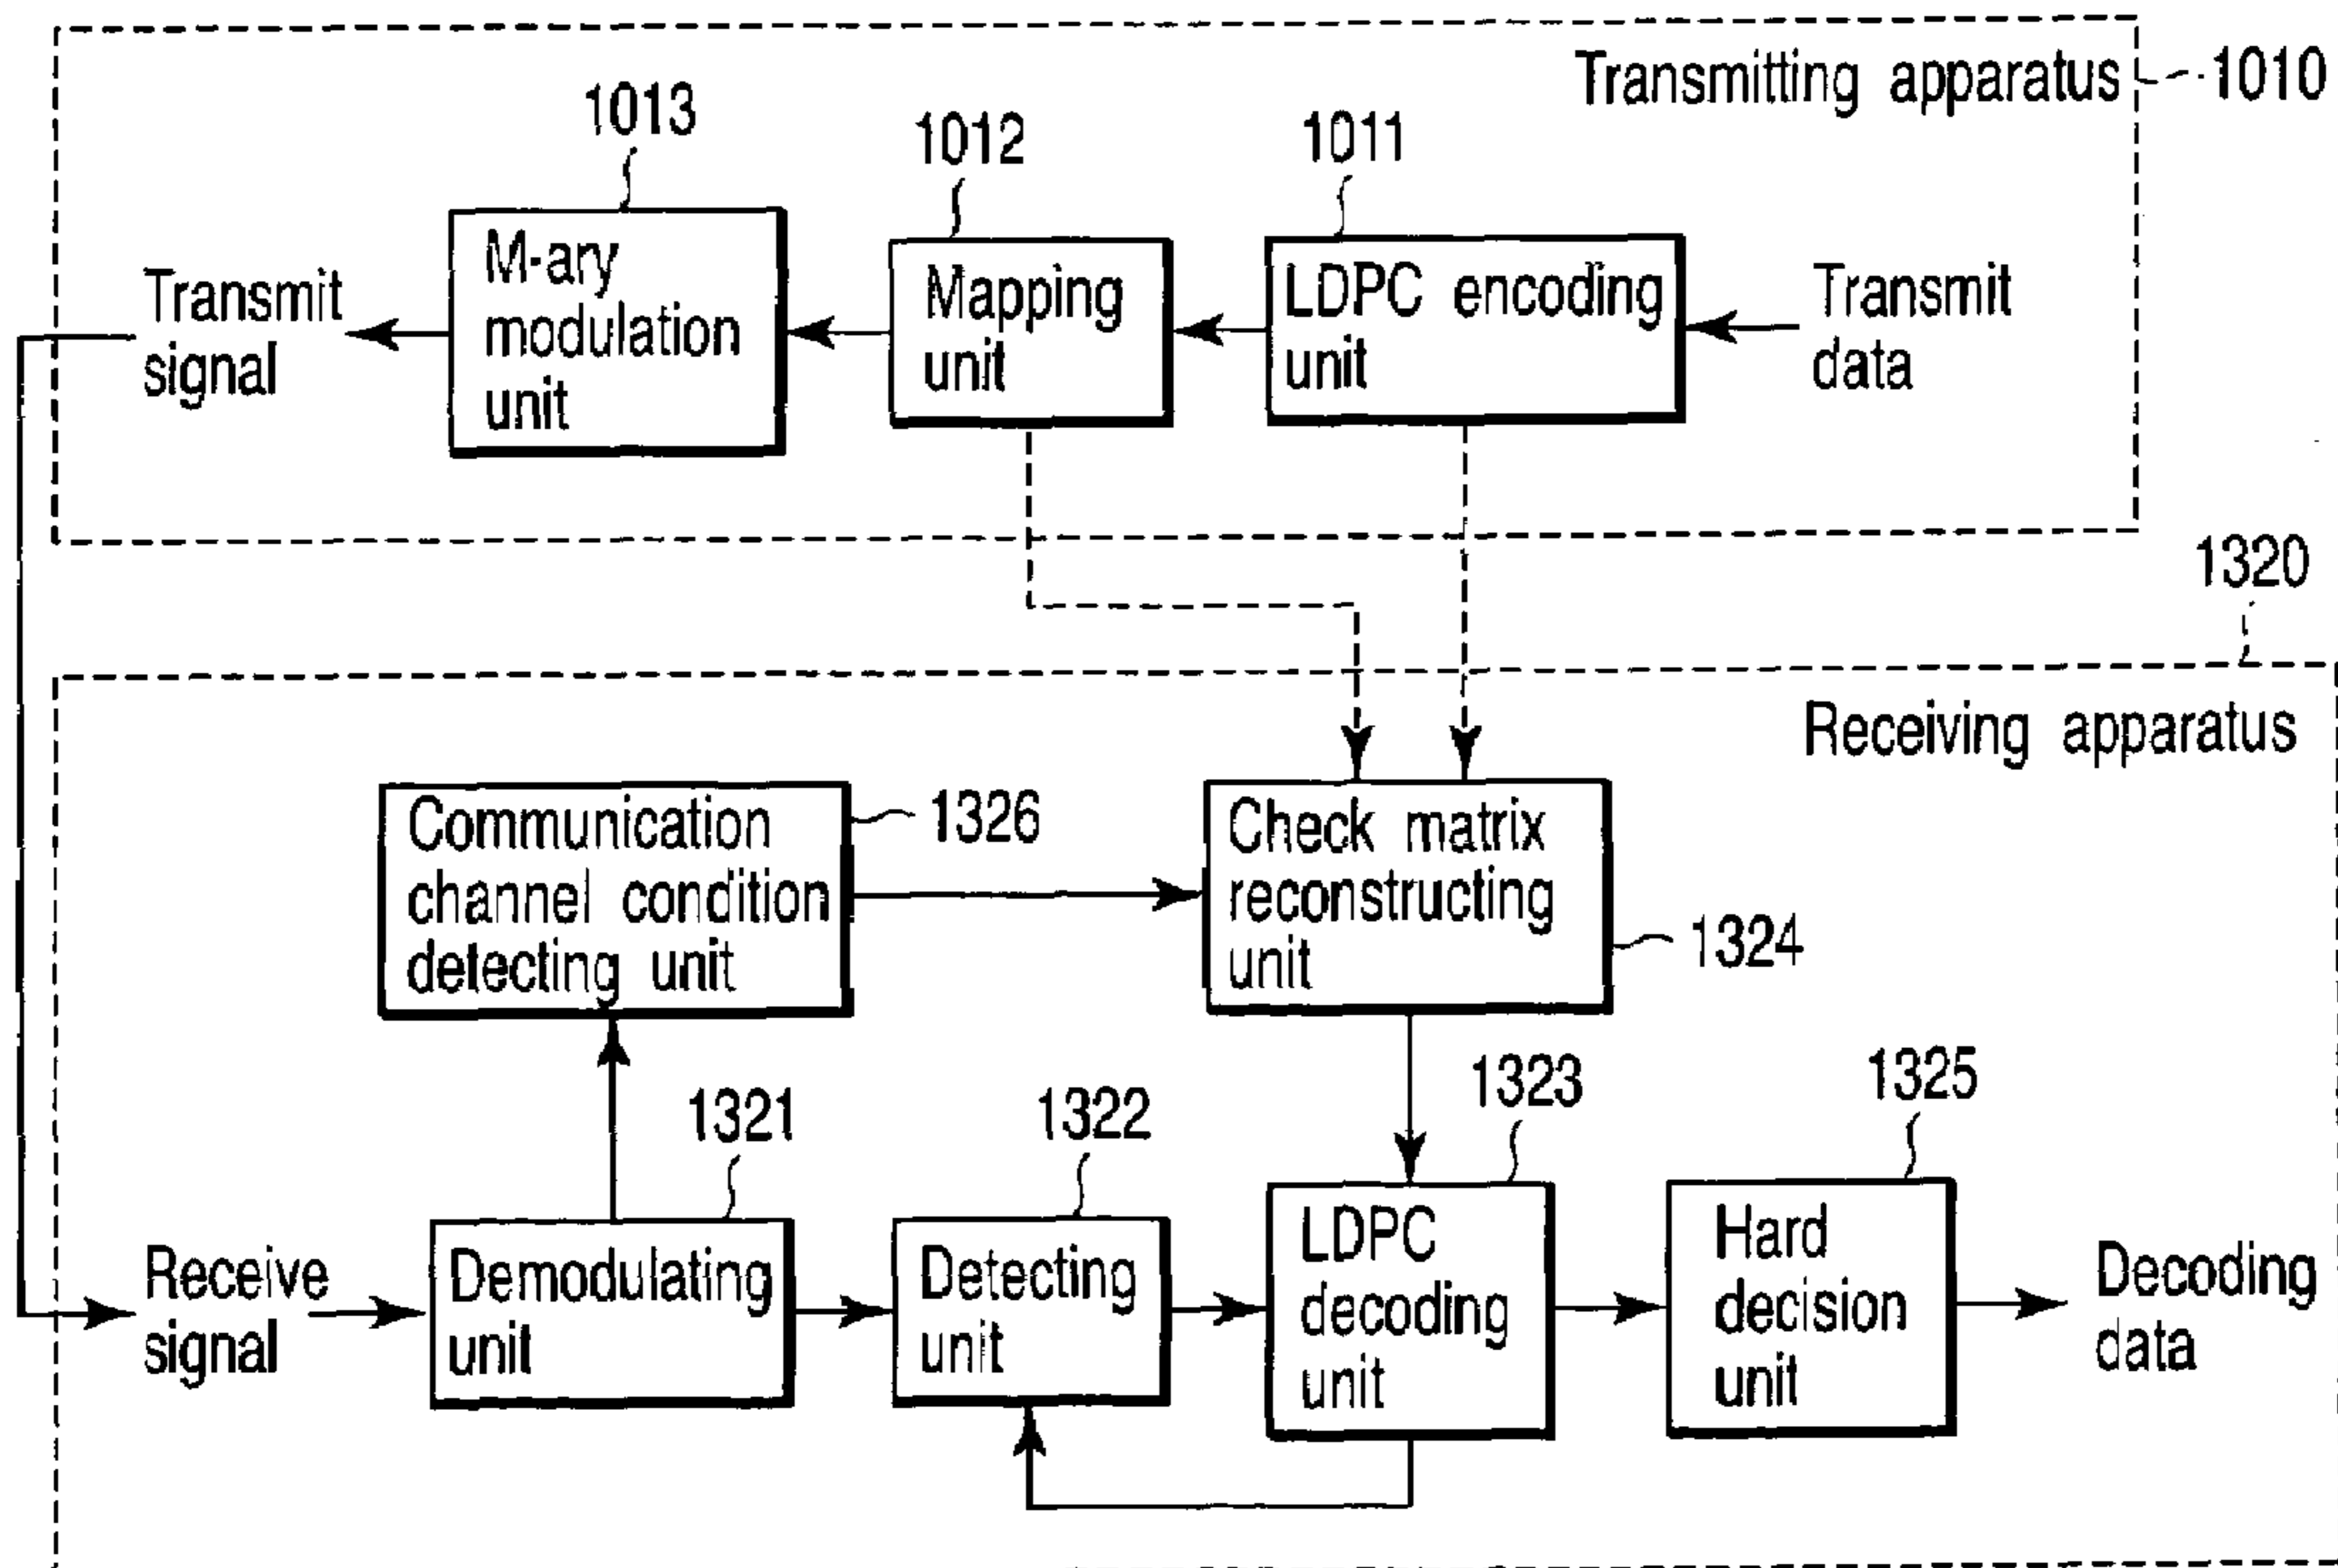 Transmitting apparatus
1010
1013
1012
1011
Transmit
signal
M-ary
modulation
unit
Mapping
unit
LDPC encoding
unit
Transmit
data
1320
Receiving apparatus
Communication
channel condition
detecting unit
1326
Check matrix
reconstructing
unit
1324
1321
1322
1323
1325
Receive
signal
Demodulating
unit
Detecting
unit
LDPC
decoding
unit
Hard
decision
unit
Decoding
data